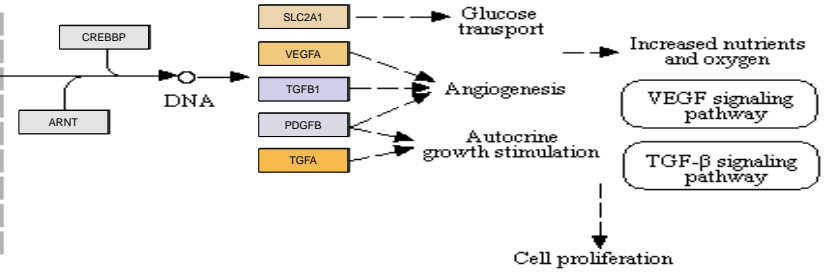 CREBBP
ARNT
DNA
SLC2A1
VEGFA
TGFB1
PDGFB
TGFA
Glucose
transport
Angiogenesis
Autocrine
growth stimulation
Increased nutrients
and oxygen
VEGF signaling
pathway
TGF-β signaling
pathway
Cell proliferation